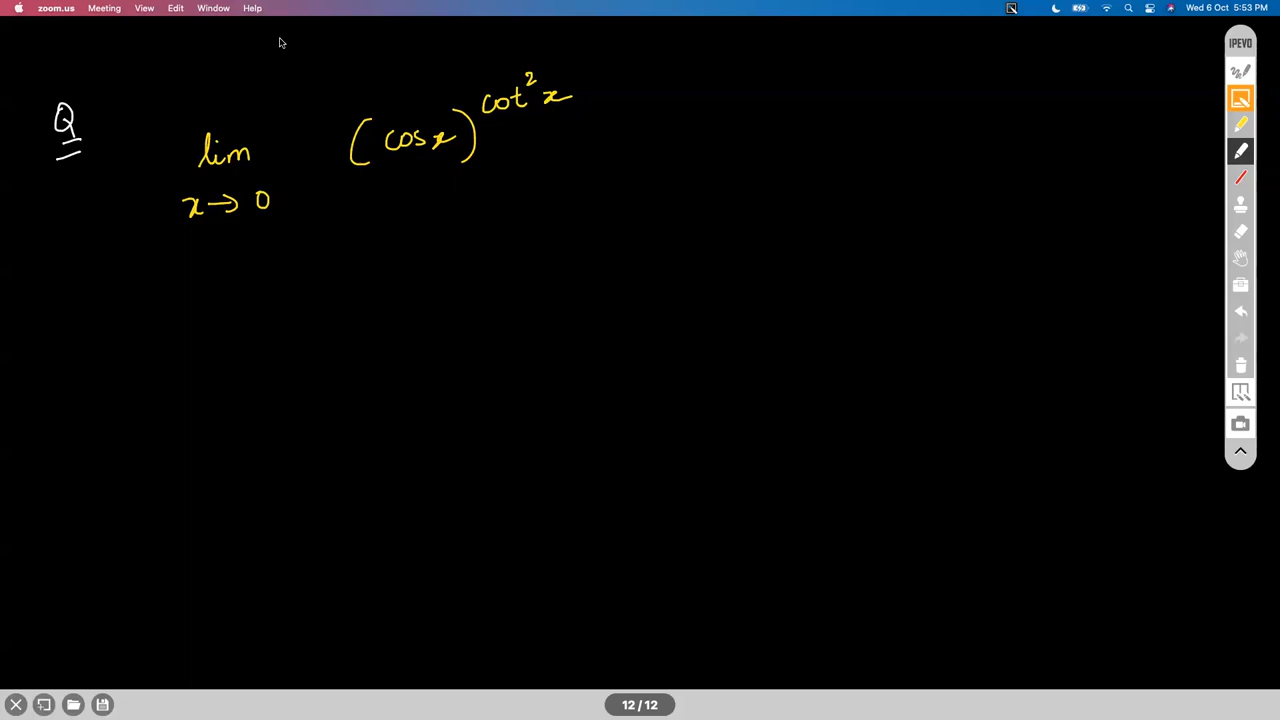 zoom.us Meeting View Edit Window Help Wed 6 Oct 5:53 PM
IPEVO
Q lim (cos x)^cot² x
x → 0
12 / 12